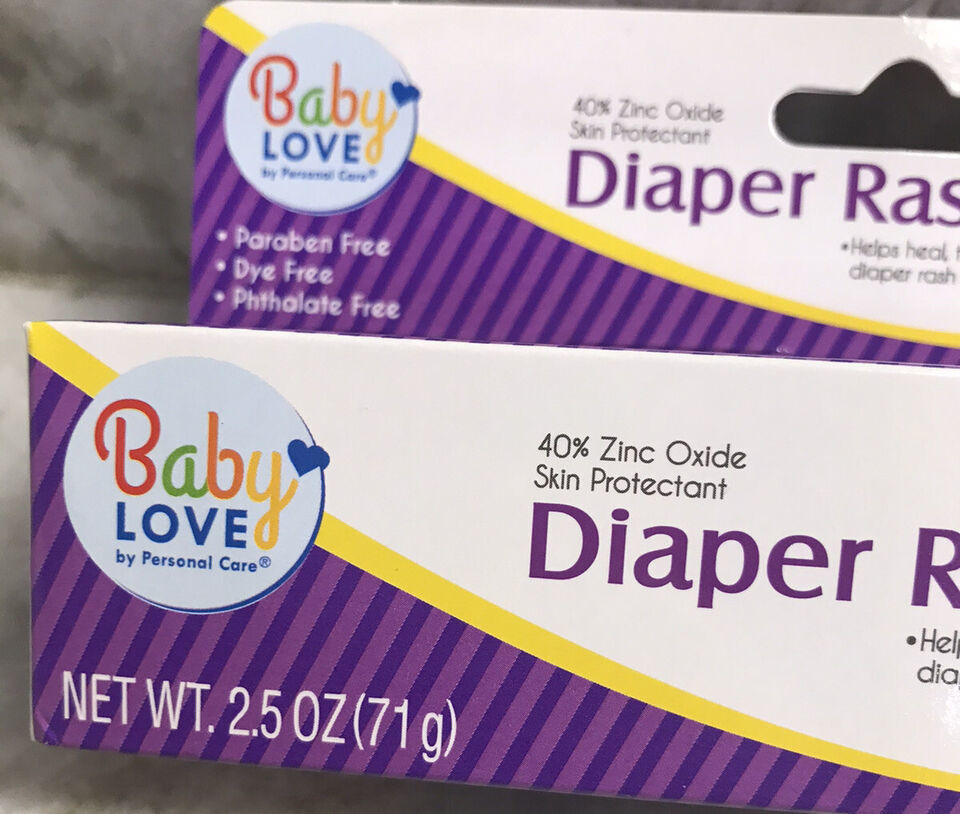 Baby
LOVE
by Personal Care®
• Paraben Free
• Dye Free
• Phthalate Free
40% Zinc Oxide
Skin Protectant
Diaper Ras
•Helps heal,
diaper rash
Baby
LOVE
by Personal Care®
NET WT. 2.5 OZ (71 g)
40% Zinc Oxide
Skin Protectant
Diaper R
•Hel
dia